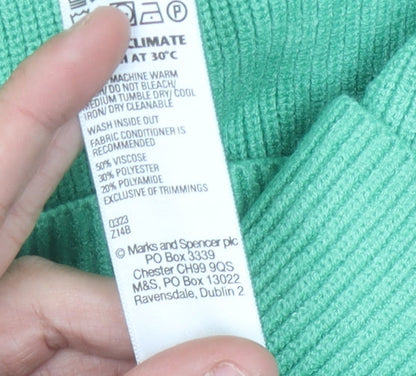 CLIMATE
AT 30°C
MACHINE WARM
DO NOT BLEACH/
MEDIUM TUMBLE DRY/ COOL
IRON/ DRY CLEANABLE
WASH INSIDE OUT
FABRIC CONDITIONER IS
RECOMMENDED
50% VISCOSE
30% POLYESTER
20% POLYAMIDE
EXCLUSIVE OF TRIMMINGS
0323
Z14B
© Marks and Spencer plc
PO Box 3339
Chester CH99 9QS
M&S, PO Box 13022
Ravensdale, Dublin 2